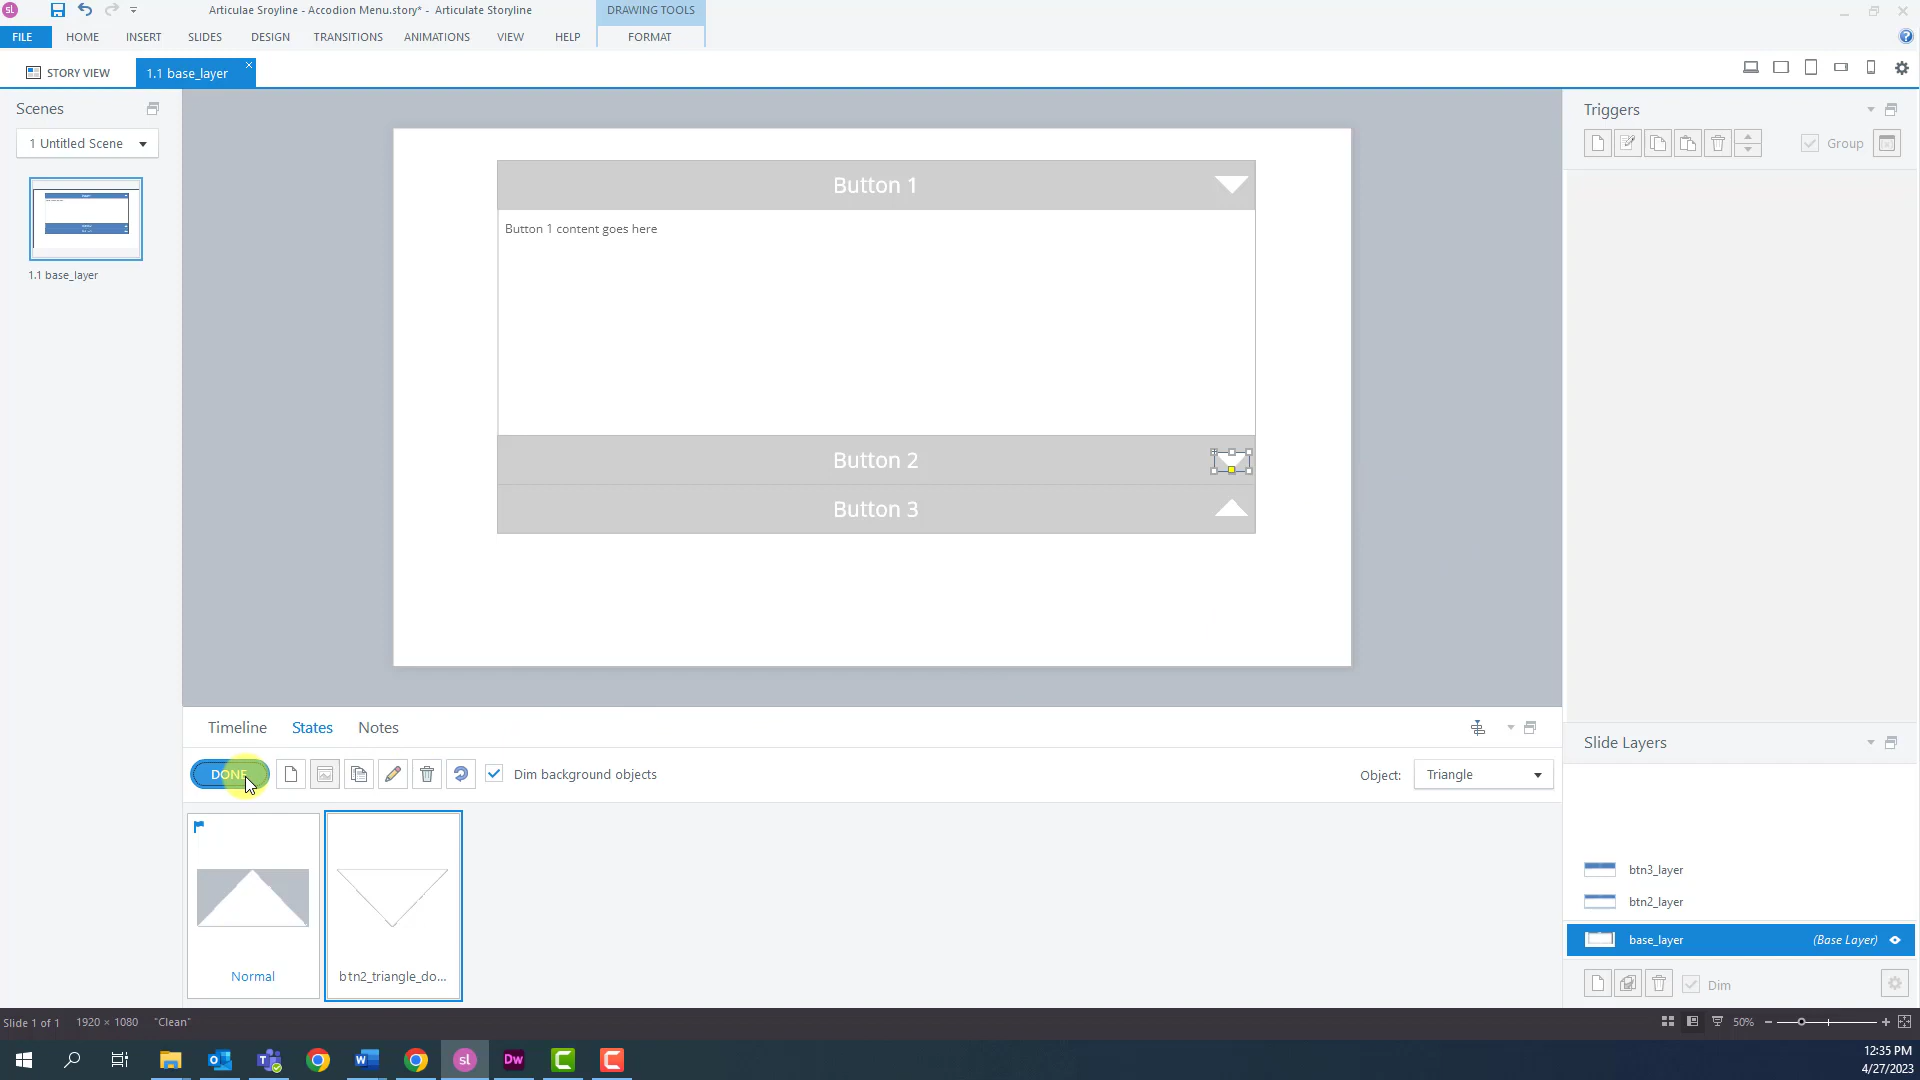 sl
Articulae Sroyline - Accodion Menu.story* - Articulate Storyline
DRAWING TOOLS
FILE HOME INSERT SLIDES DESIGN TRANSITIONS ANIMATIONS VIEW HELP FORMAT
STORY VIEW
1.1 base_layer
Scenes
1 Untitled Scene
1.1 base_layer
Button 1
Button 1 content goes here
Button 2
Button 3
Triggers
Group
Timeline States Notes
DONE
Dim background objects
Object: Triangle
Normal
btn2_triangle_do...
Slide Layers
btn3_layer
btn2_layer
base_layer (Base Layer)
Dim
Slide 1 of 1 1920 × 1080 "Clean"
50%
sl
Dw
12:35 PM
4/27/2023